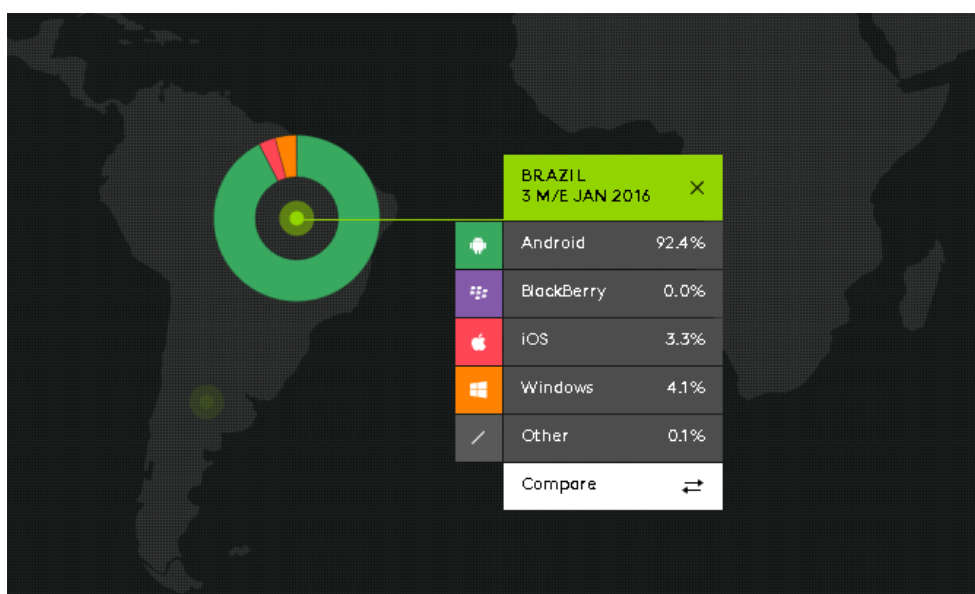 BRAZIL
3 M/E JAN 2016
Android 92.4%
BlackBerry 0.0%
iOS 3.3%
Windows 4.1%
Other 0.1%
Compare